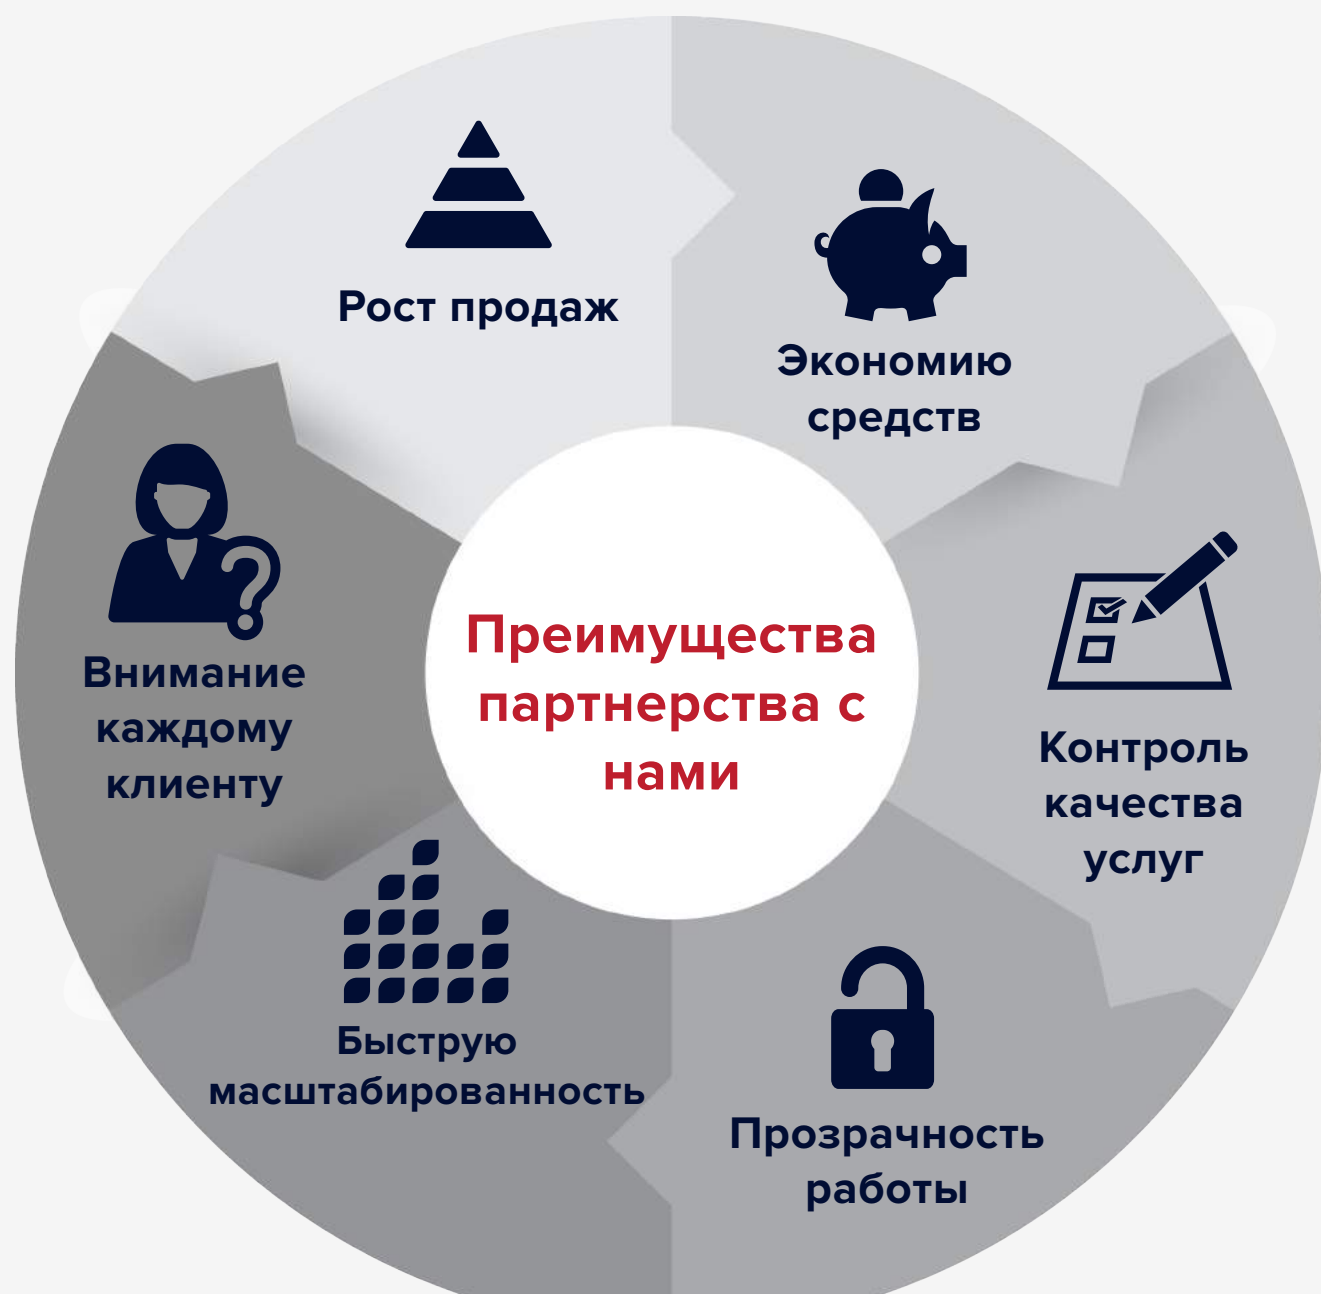 Рост продаж
Экономию
средств
Контроль
качества
услуг
Прозрачность
работы
Быструю
масштабированность
Внимание
каждому
клиенту
Преимущества
партнерства с
нами